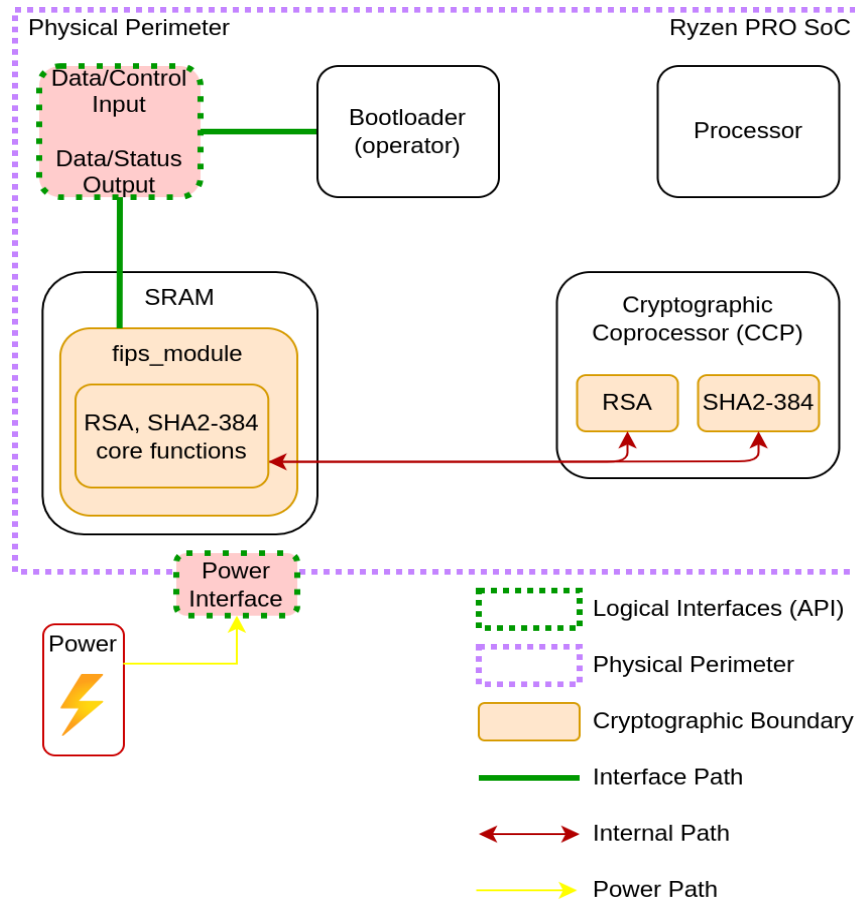 Physical Perimeter
Ryzen PRO SoC
Data/Control
Input
Data/Status
Output
Bootloader
(operator)
Processor
SRAM
fips_module
RSA, SHA2-384
core functions
Cryptographic
Coprocessor (CCP)
RSA
SHA2-384
Power
Interface
Power
Logical Interfaces (API)
Physical Perimeter
Cryptographic Boundary
Interface Path
Internal Path
Power Path